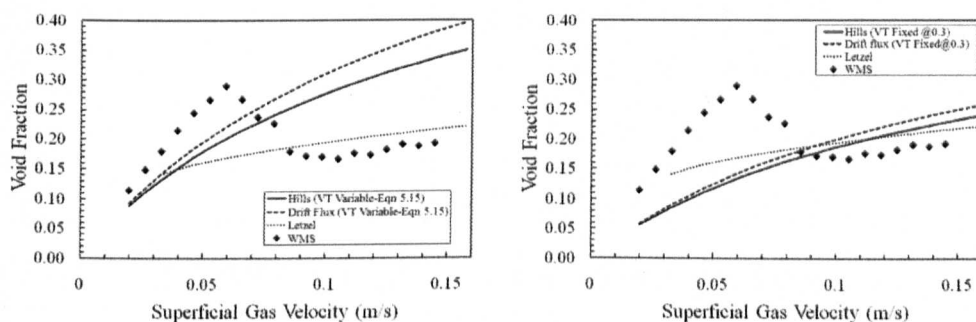 0.40
0.35
0.30
0.25
0.20
0.15
0.10
0.05
0.00
Void Fraction
0
0.05
0.1
0.15
Superficial Gas Velocity (m/s)
Hills (VT Variable-Eqn 5.15)
Drift Flux (VT Variable-Eqn 5.15)
Letzel
WMS
0.40
0.35
0.30
0.25
0.20
0.15
0.10
0.05
0.00
Void Fraction
0
0.05
0.1
0.15
Superficial Gas Velocity (m/s)
Hills (VT Fixed @0.3)
Drift flux (VT Fixed@0.3)
Letzel
WMS